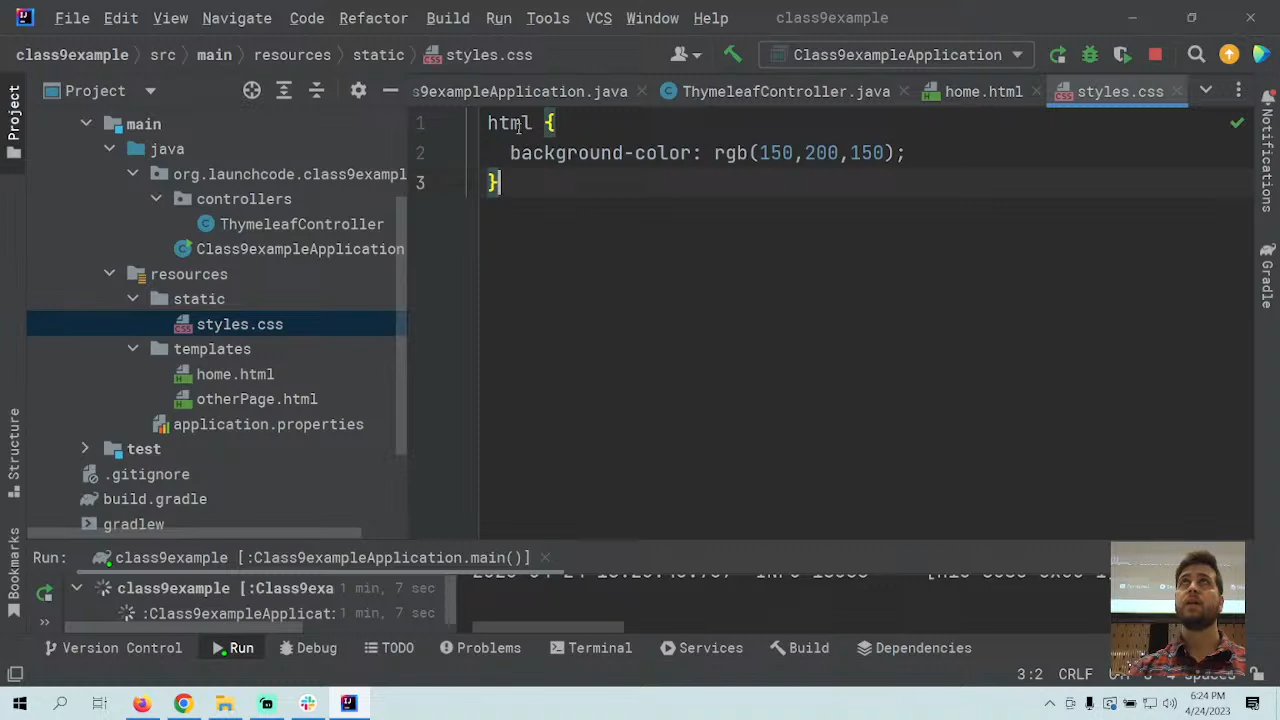 File Edit View Navigate Code Refactor Build Run Tools VCS Window Help class9example
class9example src main resources static styles.css Class9exampleApplication
Project s9exampleApplication.java ThymeleafController.java home.html styles.css
Project
Structure
Bookmarks
main
java
org.launchcode.class9exampl
controllers
ThymeleafController
Class9exampleApplication
resources
static
styles.css
templates
home.html
otherPage.html
application.properties
test
.gitignore
build.gradle
gradlew
1 html {
2 background-color: rgb(150,200,150);
3 }
Notifications
Gradle
Run: class9example [:Class9exampleApplication.main()]
class9example [:Class9exa 1 min, 7 sec
:Class9exampleApplicat: 1 min, 7 sec
Version Control Run Debug TODO Problems Terminal Services Build Dependencies
3:2 CRLF 4 spaces
6:24 PM
4/24/2023